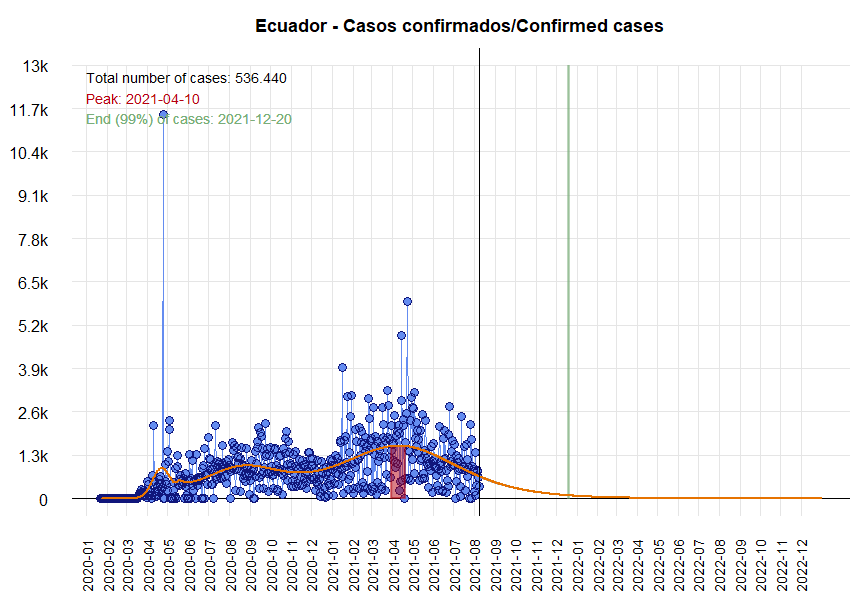 Ecuador - Casos confirmados/Confirmed cases
13k
Total number of cases: 536.440
Peak: 2021-04-10
11.7k
End (99%) of cases: 2021-12-20
10.4k
9.1k
7.8k
6.5k
5.2k
3.9k
2.6k
1.3k
0
2020-01
2020-02
2020-03
2020-04
2020-05
2020-06
2020-07
2020-08
2020-09
2020-10
2020-11
2020-12
2021-01
2021-02
2021-03
2021-04
2021-05
2021-06
2021-07
2021-08
2021-09
2021-10
2021-11
2021-12
2022-01
2022-02
2022-03
2022-04
2022-05
2022-06
2022-07
2022-08
2022-09
2022-10
2022-11
2022-12